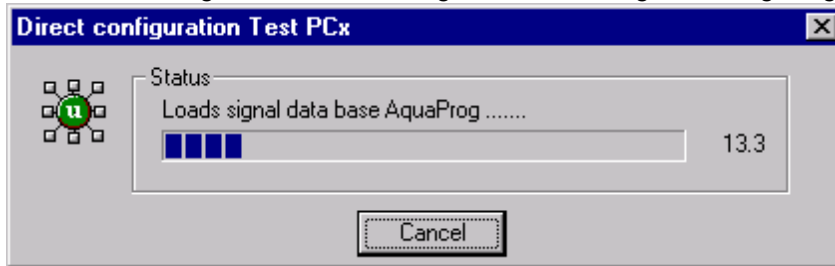 Direct configuration Test PCx
Status
Loads signal data base AquaProg .......
13.3
Cancel